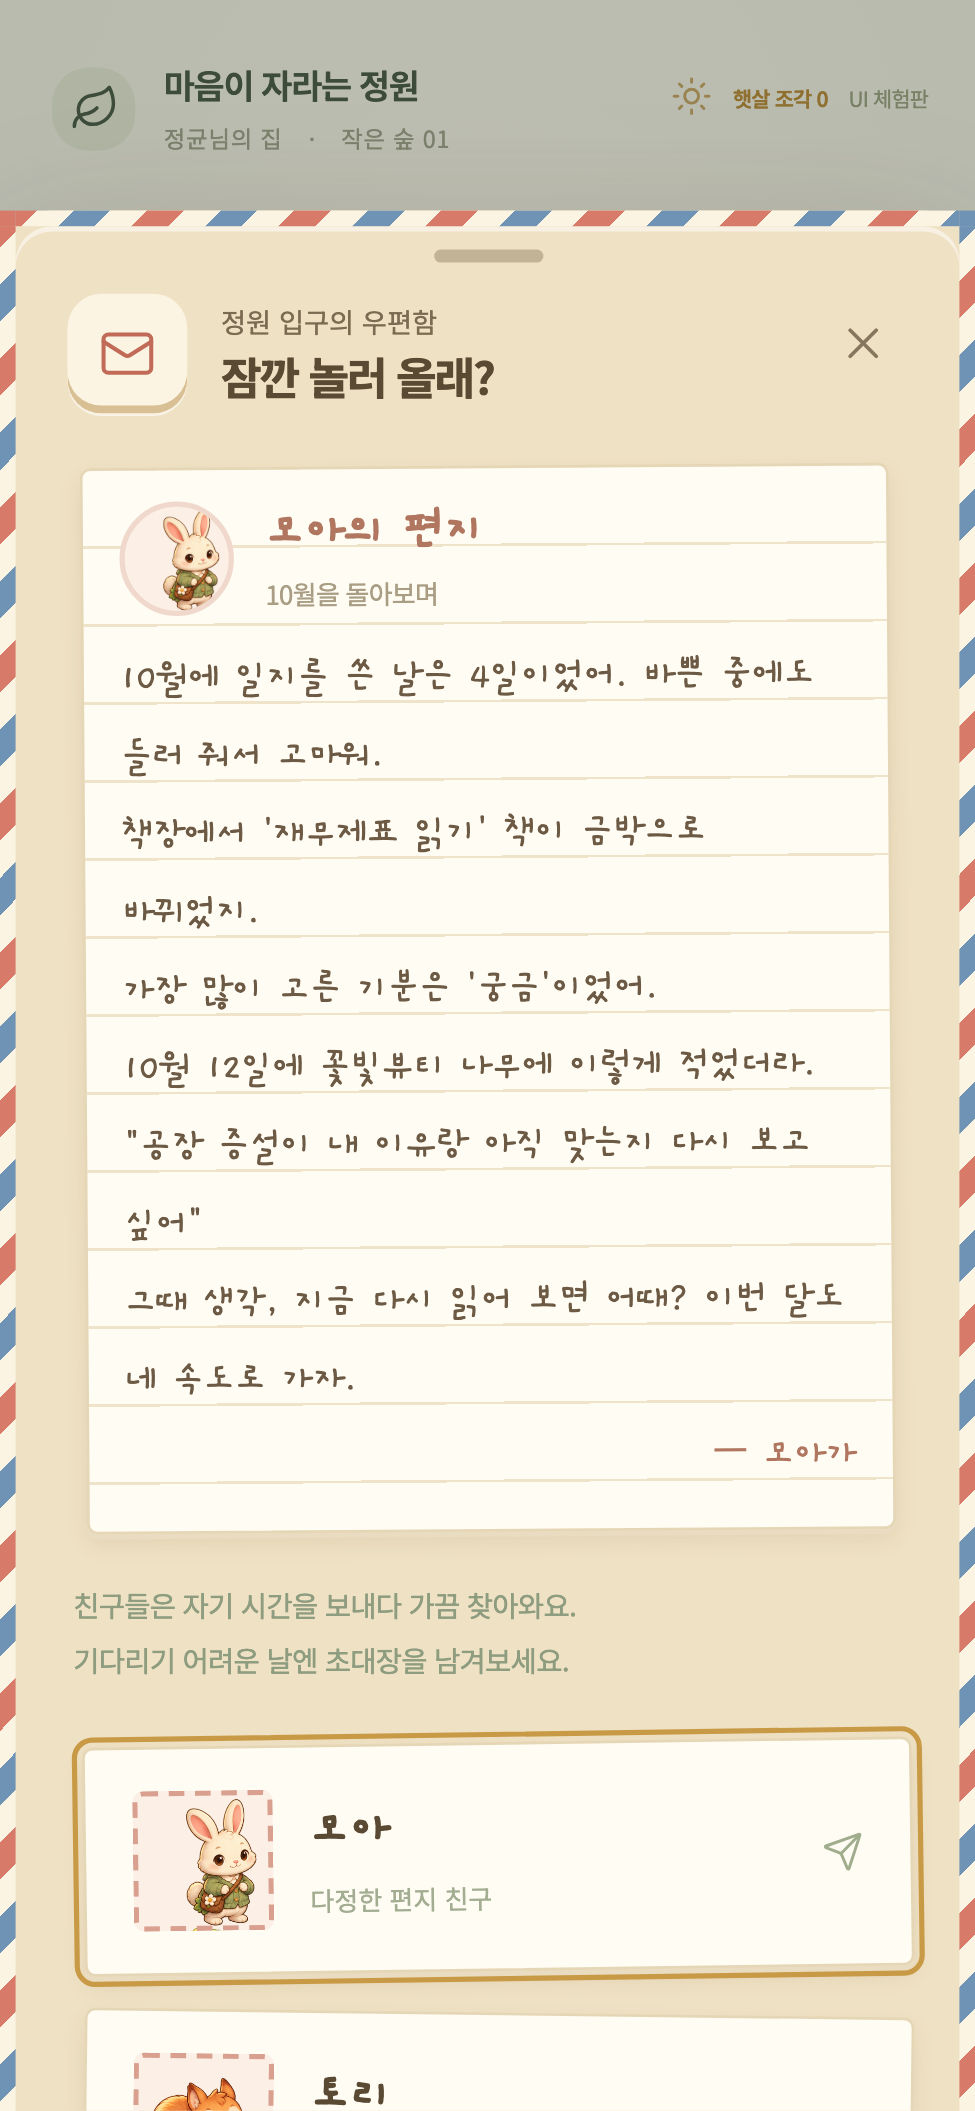 마음이 자라는 정원
정균님의 집 · 작은 숲 01
햇살 조각 0 UI 체험판
정원 입구의 우편함
잠깐 놀러 올래?
모아의 편지
10월을 돌아보며
10월에 일지를 쓴 날은 4일이었어. 바쁜 중에도
들러 줘서 고마워.
책장에서 '재무제표 읽기' 책이 금박으로
바뀌었지.
가장 많이 고른 기분은 '궁금'이었어.
10월 12일에 꽃빛뷰티 나무에 이렇게 적었더라.
"공장 증설이 내 이유랑 아직 맞는지 다시 보고
싶어"
그때 생각, 지금 다시 읽어 보면 어때? 이번 달도
네 속도로 가자.
— 모아가
친구들은 자기 시간을 보내다 가끔 찾아와요.
기다리기 어려운 날엔 초대장을 남겨보세요.
모아
다정한 편지 친구
토리